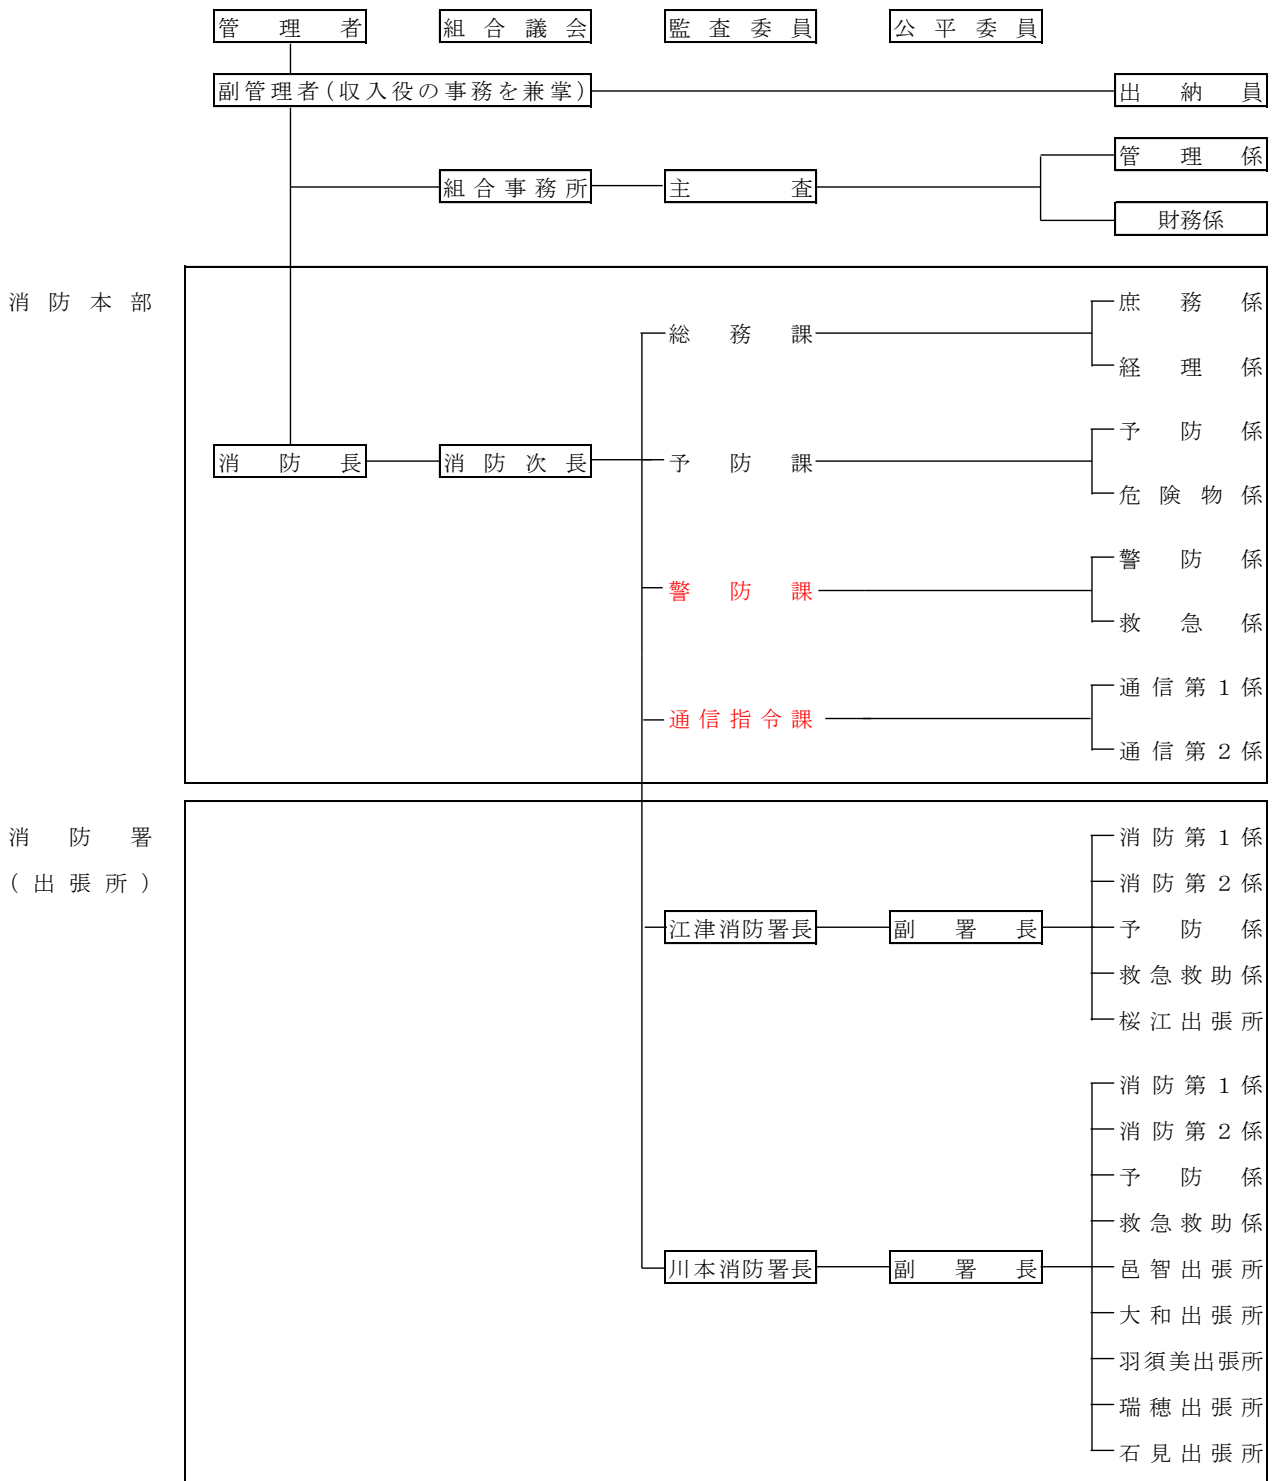 管理者 組合議会 監査委員 公平委員
副管理者(収入役の事務を兼掌) 出納員
管理係
組合事務所 主査
財務係
消防本部
庶務係
総務課
経理係
予防係
消防長 消防次長 予防課
危険物係
警防係
警防課
救急係
通信第1係
通信指令課
通信第2係
消防署
消防第1係
(出張所)
消防第2係
江津消防署長 副署長 予防係
救急救助係
桜江出張所
消防第1係
消防第2係
予防係
救急救助係
川本消防署長 副署長 邑智出張所
大和出張所
羽須美出張所
瑞穂出張所
石見出張所